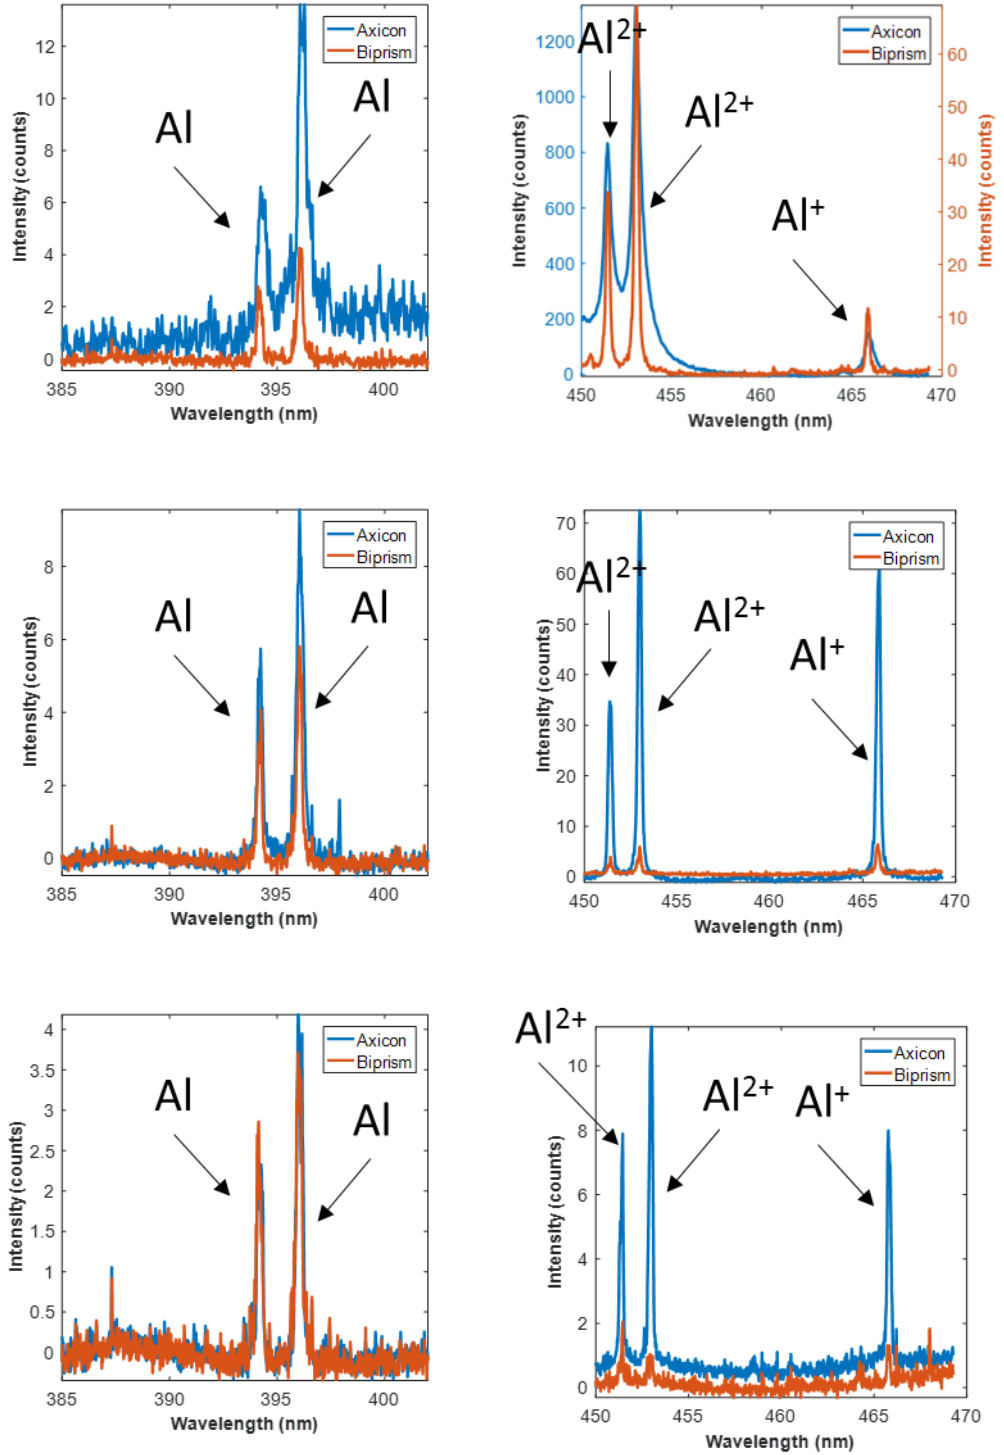 Axicon
Biprism
Al
Al
12
10
8
6
4
2
0
385
390
395
400
Intensity (counts)
Wavelength (nm)
Axicon
Biprism
Al2+
Al2+
Al+
1200
1000
800
600
400
200
0
60
50
40
30
20
10
0
450
455
460
465
470
Intensity (counts)
Intensity (counts)
Wavelength (nm)
Axicon
Biprism
Al
Al
8
6
4
2
0
385
390
395
400
Intensity (counts)
Wavelength (nm)
Axicon
Biprism
Al2+
Al2+
Al+
70
60
50
40
30
20
10
0
450
455
460
465
470
Intensity (counts)
Wavelength (nm)
Axicon
Biprism
Al
Al
4
3.5
3
2.5
2
1.5
1
0.5
0
385
390
395
400
Intensity (counts)
Wavelength (nm)
Axicon
Biprism
Al2+
Al2+
Al+
10
8
6
4
2
0
450
455
460
465
470
Intensity (counts)
Wavelength (nm)